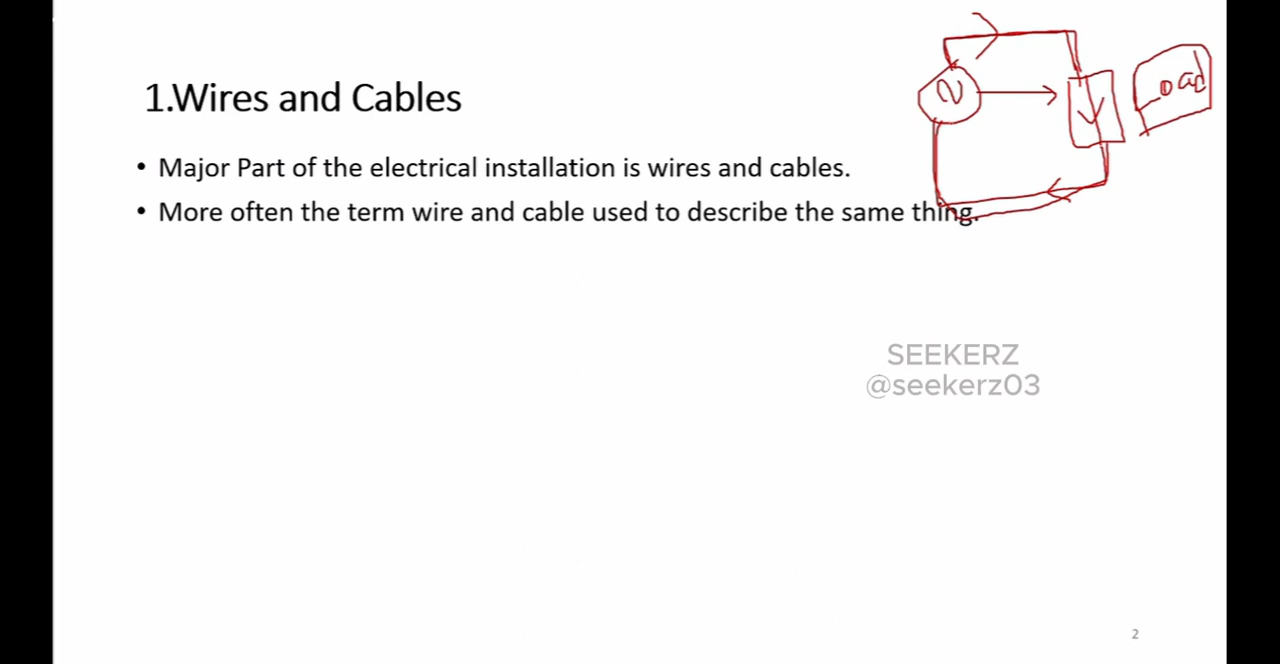 1.Wires and Cables
• Major Part of the electrical installation is wires and cables.
• More often the term wire and cable used to describe the same thing.
Load
SEEKERZ
@seekerz03
2